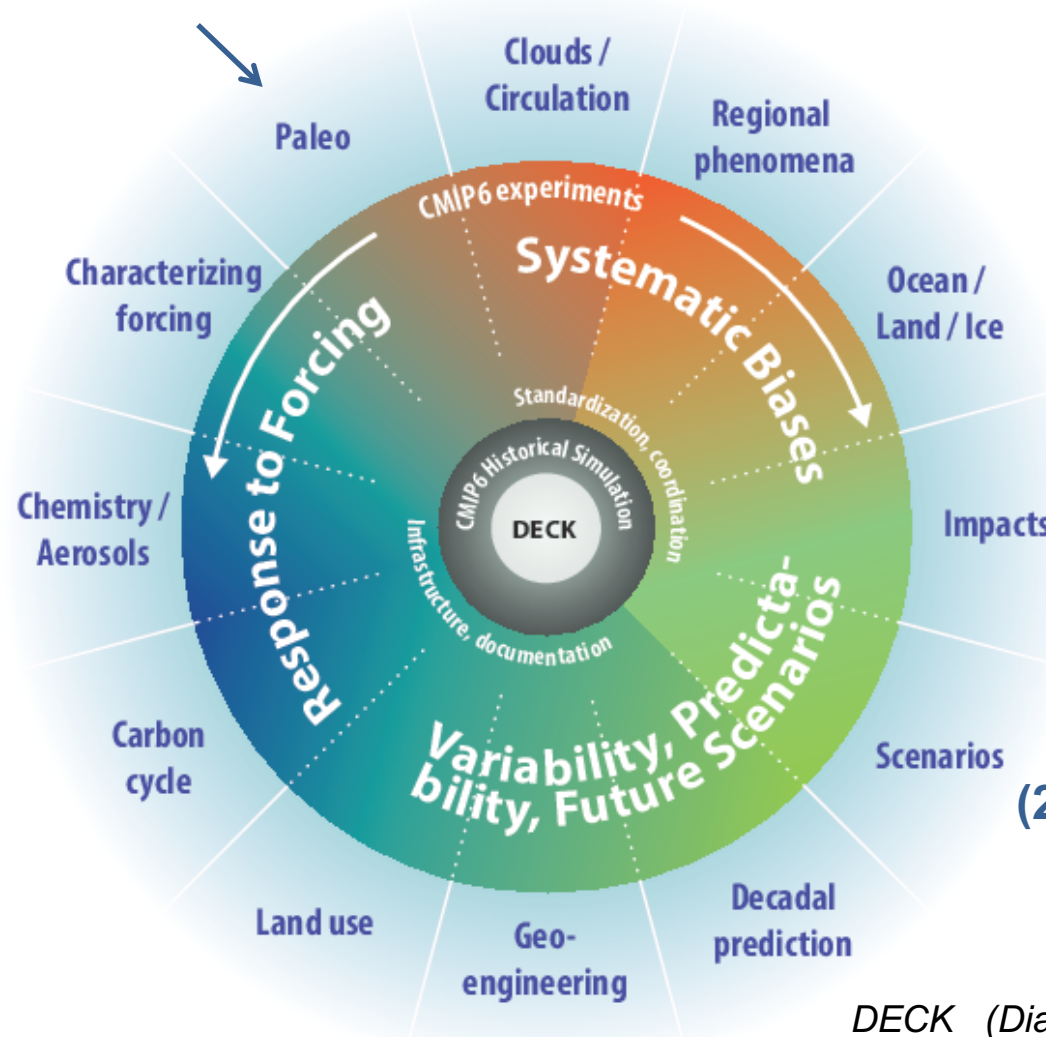 Clouds /
Circulation
Regional
phenomena
Paleo
CMIP6 experiments
Systematic Biases
Characterizing
forcing
Ocean /
Land / Ice
Response to Forcing
Standardization, coordination
CMIP6 Historical Simulation
DECK
Infrastructure, documentation
Chemistry /
Aerosols
Impacts
Variability, Predicta-
bility, Future Scenarios
Carbon
cycle
Scenarios
(2
Land use
Geo-
engineering
Decadal
prediction
DECK (Dia